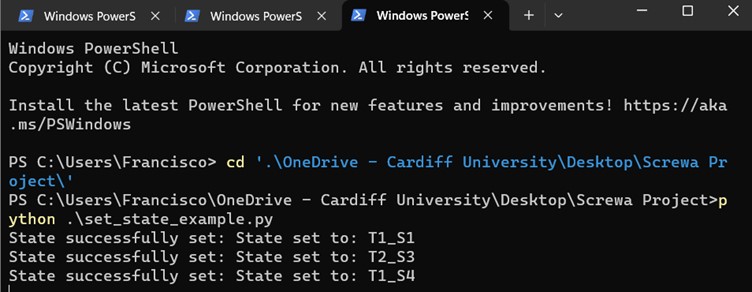 Windows PowerS
Windows PowerS
Windows PowerS
Windows PowerShell
Copyright (C) Microsoft Corporation. All rights reserved.
Install the latest PowerShell for new features and improvements! https://aka
.ms/PSWindows
PS C:\Users\Francisco> cd '.\OneDrive - Cardiff University\Desktop\Screwa Pr
oject\'
PS C:\Users\Francisco\OneDrive - Cardiff University\Desktop\Screwa Project>p
ython .\set_state_example.py
State successfully set: State set to: T1_S1
State successfully set: State set to: T2_S3
State successfully set: State set to: T1_S4